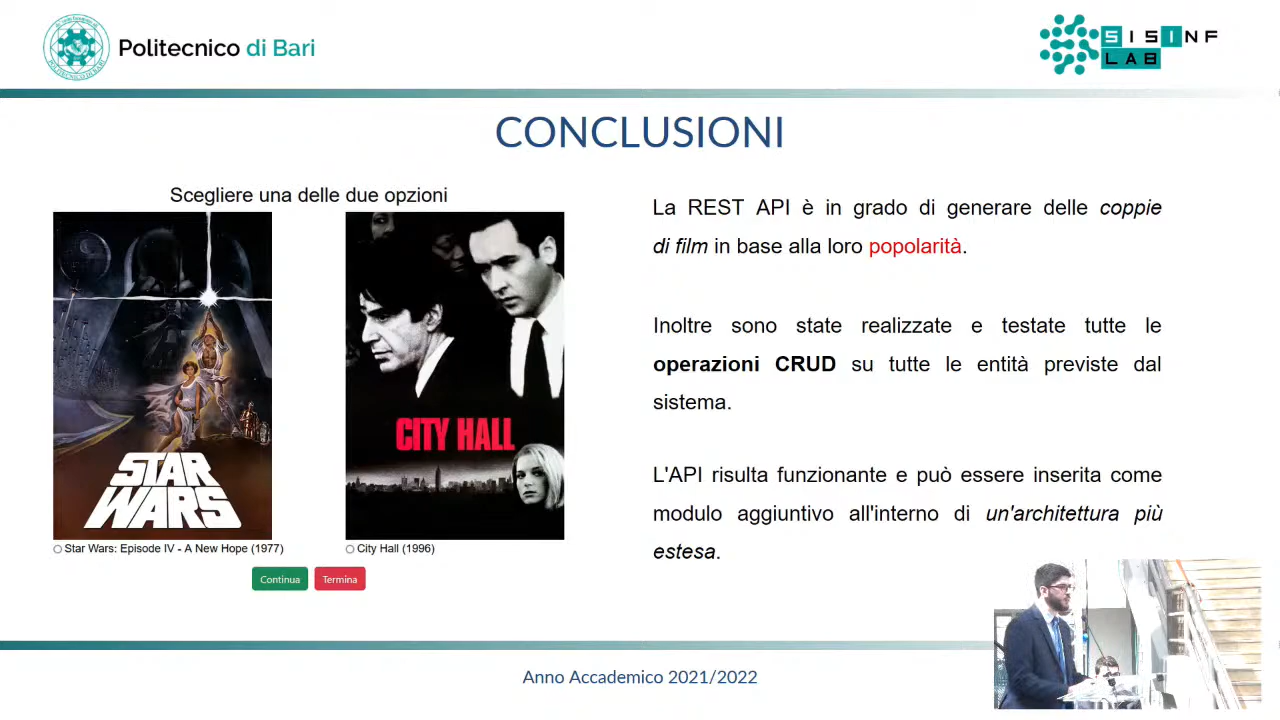 Politecnico di Bari
SISINF
LAB
CONCLUSIONI
Scegliere una delle due opzioni
STAR
WARS
CITY HALL
Star Wars: Episode IV - A New Hope (1977)
City Hall (1996)
Continua
Termina
La REST API è in grado di generare delle coppie
di film in base alla loro popolarità.
Inoltre sono state realizzate e testate tutte le
operazioni CRUD su tutte le entità previste dal
sistema.
L'API risulta funzionante e può essere inserita come
modulo aggiuntivo all'interno di un'architettura più
estesa.
Anno Accademico 2021/2022